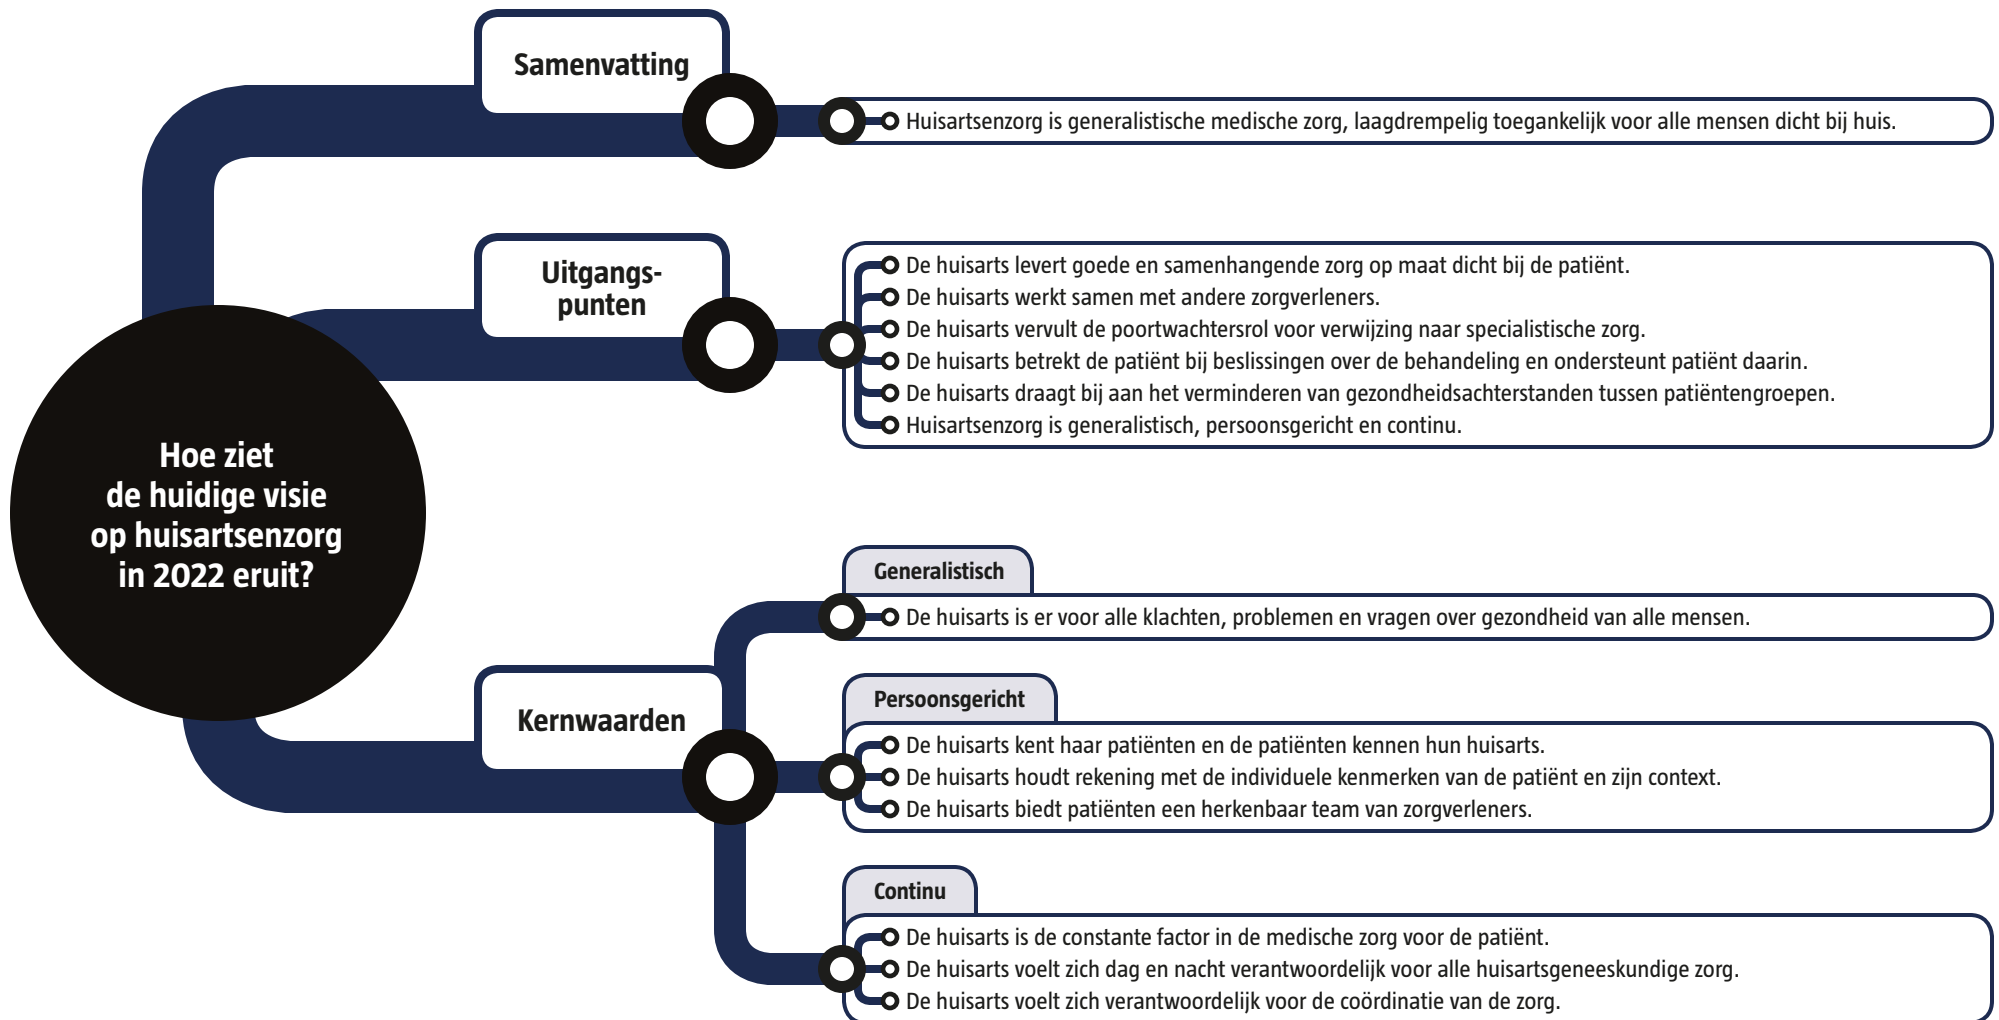 Hoe ziet
de huidige visie
op huisartsenzorg
in 2022 eruit?
Samenvatting
Huisartsenzorg is generalistische medische zorg, laagdrempelig toegankelijk voor alle mensen dicht bij huis.
Uitgangs-
punten
De huisarts levert goede en samenhangende zorg op maat dicht bij de patiënt.
De huisarts werkt samen met andere zorgverleners.
De huisarts vervult de poortwachtersrol voor verwijzing naar specialistische zorg.
De huisarts betrekt de patiënt bij beslissingen over de behandeling en ondersteunt patiënt daarin.
De huisarts draagt bij aan het verminderen van gezondheidsachterstanden tussen patiëntengroepen.
Huisartsenzorg is generalistisch, persoonsgericht en continu.
Kernwaarden
Generalistisch
De huisarts is er voor alle klachten, problemen en vragen over gezondheid van alle mensen.
Persoonsgericht
De huisarts kent haar patiënten en de patiënten kennen hun huisarts.
De huisarts houdt rekening met de individuele kenmerken van de patiënt en zijn context.
De huisarts biedt patiënten een herkenbaar team van zorgverleners.
Continu
De huisarts is de constante factor in de medische zorg voor de patiënt.
De huisarts voelt zich dag en nacht verantwoordelijk voor alle huisartsgeneeskundige zorg.
De huisarts voelt zich verantwoordelijk voor de coördinatie van de zorg.